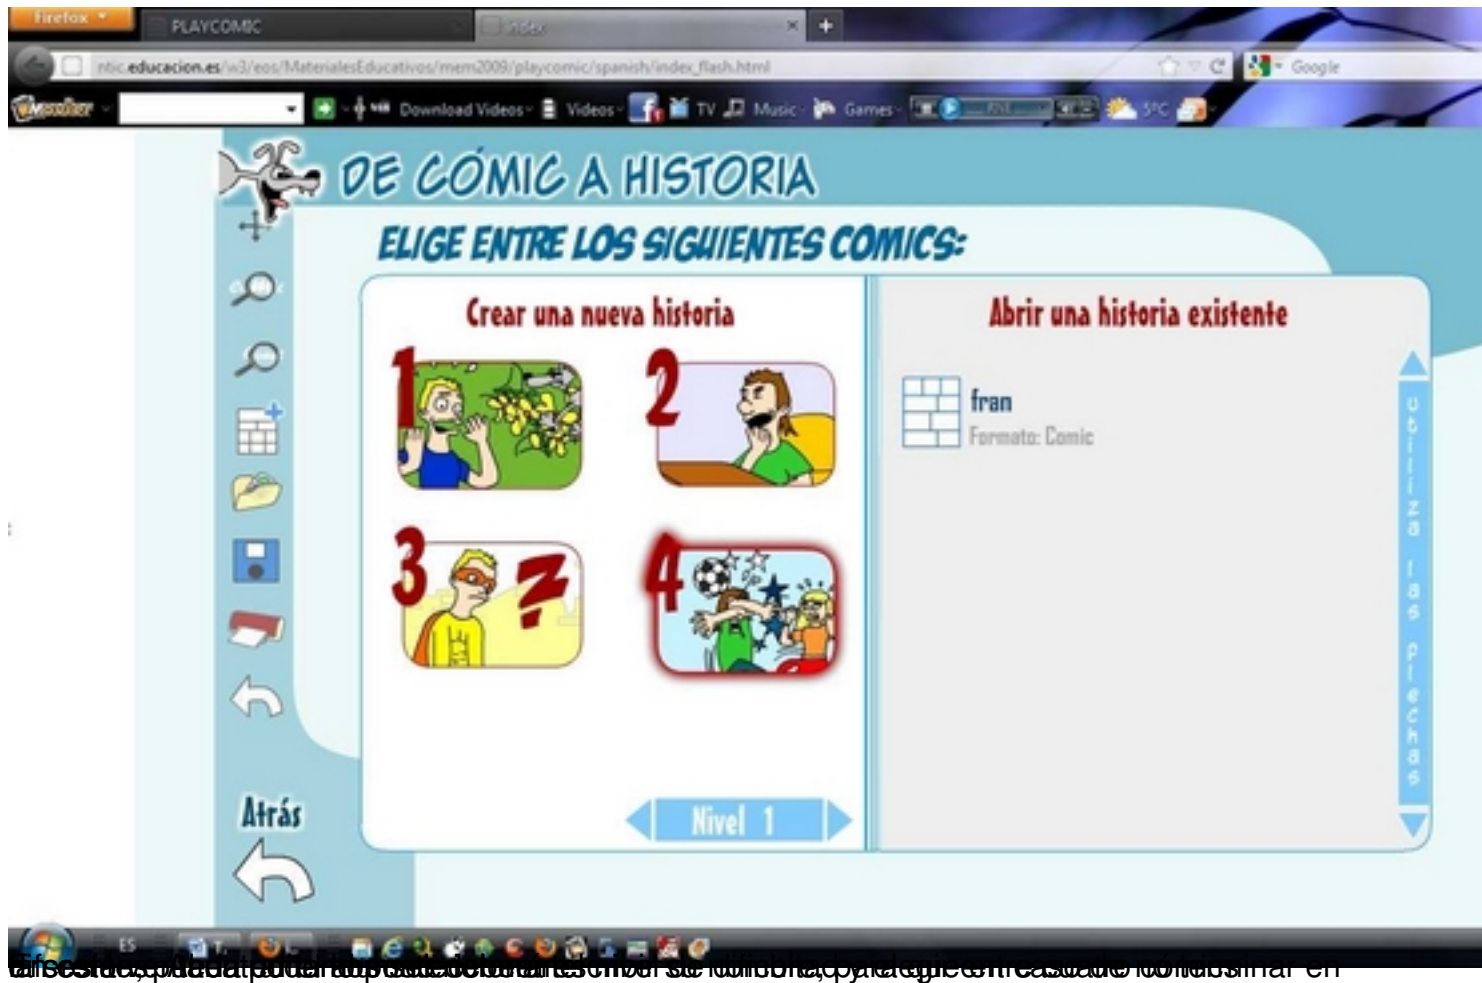 Firefox
PLAYCOMIC
index
ntic.educacion.es/w3/eos/MaterialesEducativos/mem2009/playcomic/spanish/index_flash.html
Google
Download Videos
Videos
TV
Music
Games
5ºC
DE CÓMIC A HISTORIA
ELIGE ENTRE LOS SIGUIENTES COMICS:
Crear una nueva historia
1
2
3
?
4
Nivel 1
Abrir una historia existente
fran
Formato: Comic
Utiliza las flechas
Atrás
ES